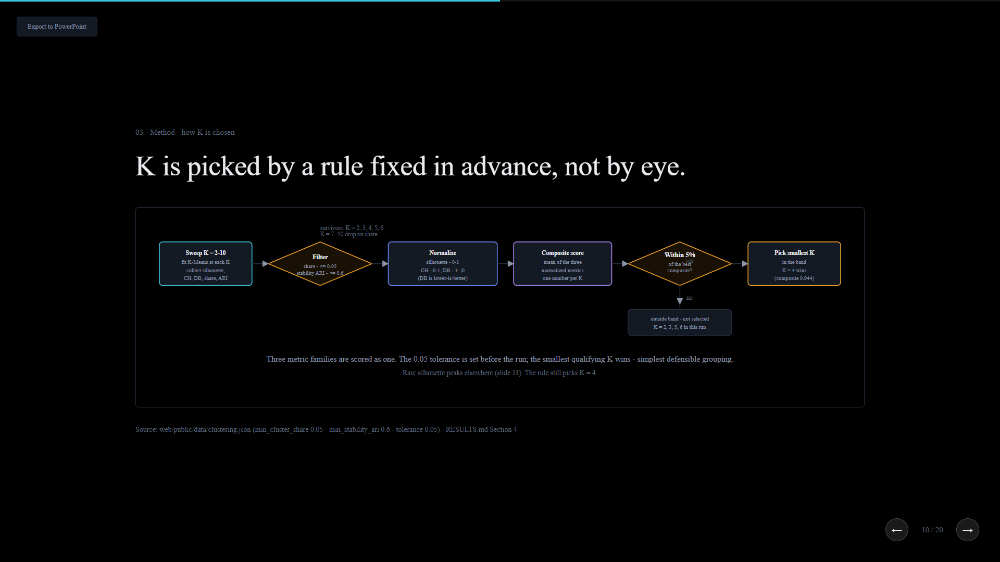 Export to PowerPoint
03 - Method - how K is chosen
K is picked by a rule fixed in advance, not by eye.
survivors: K = 2, 3, 4, 5, 6
K = 7- 10 drop on share
Sweep K = 2-10
fit K-Means at each K
collect silhouette,
CH, DB, share, ARI
Filter
share - >= 0.05
stability ARI - >= 0.6
Normalize
silhouette - 0-1
CH - 0-1, DB - 1- |0
(DB is lower-is-better)
Composite score
mean of the three
normalized metrics
one number per K
Within 5%
yes
of the best
composite?
Pick smallest K
in the band
K = 4 wins
(composite 0.944)
no
outside band - not selected
K = 2, 3, 5, 6 in this run
Three metric families are scored as one. The 0.05 tolerance is set before the run; the smallest qualifying K wins - simplest defensible grouping.
Raw silhouette peaks elsewhere (slide 11). The rule still picks K = 4.
Source: web/public/data/clustering.json (min_cluster_share 0.05 - min_stability_ari 0.6 - tolerance 0.05) - RESULTS.md Section 4
← 10 / 20 →